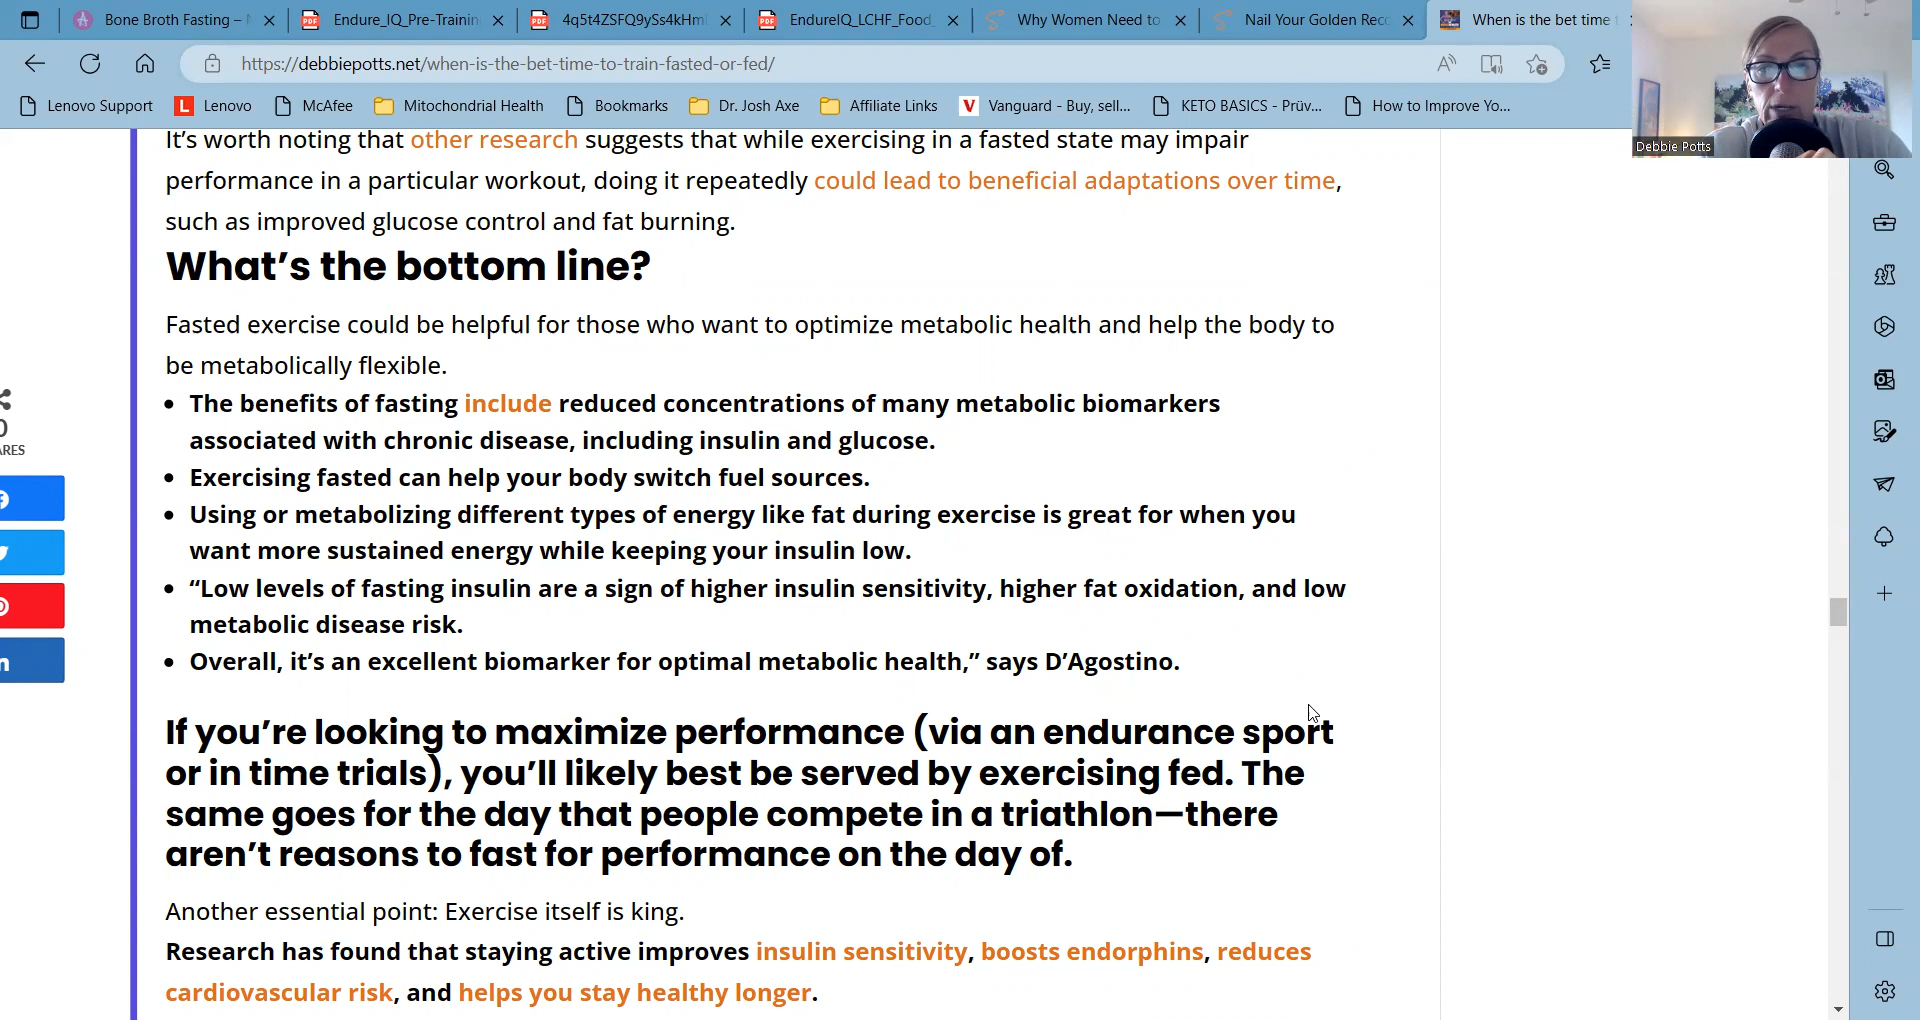 Bone Broth Fasting –
Endure_IQ_Pre-Trainin
4q5t4ZSFQ9ySs4kHm
EndureIQ_LCHF_Food_
Why Women Need to
Nail Your Golden Rec
When is the bet time
https://debbiepotts.net/when-is-the-bet-time-to-train-fasted-or-fed/
Lenovo Support
L Lenovo
McAfee
Mitochondrial Health
Bookmarks
Dr. Josh Axe
Affiliate Links
V Vanguard - Buy, sell...
KETO BASICS - Prüv...
How to Improve Yo...
Debbie Potts
It’s worth noting that other research suggests that while exercising in a fasted state may impair
performance in a particular workout, doing it repeatedly could lead to beneficial adaptations over time,
such as improved glucose control and fat burning.
What’s the bottom line?
Fasted exercise could be helpful for those who want to optimize metabolic health and help the body to
be metabolically flexible.
• The benefits of fasting include reduced concentrations of many metabolic biomarkers
associated with chronic disease, including insulin and glucose.
• Exercising fasted can help your body switch fuel sources.
• Using or metabolizing different types of energy like fat during exercise is great for when you
want more sustained energy while keeping your insulin low.
• “Low levels of fasting insulin are a sign of higher insulin sensitivity, higher fat oxidation, and low
metabolic disease risk.
• Overall, it’s an excellent biomarker for optimal metabolic health,” says D’Agostino.
0
ARES
If you’re looking to maximize performance (via an endurance sport
or in time trials), you’ll likely best be served by exercising fed. The
same goes for the day that people compete in a triathlon—there
aren’t reasons to fast for performance on the day of.
Another essential point: Exercise itself is king.
Research has found that staying active improves insulin sensitivity, boosts endorphins, reduces
cardiovascular risk, and helps you stay healthy longer.